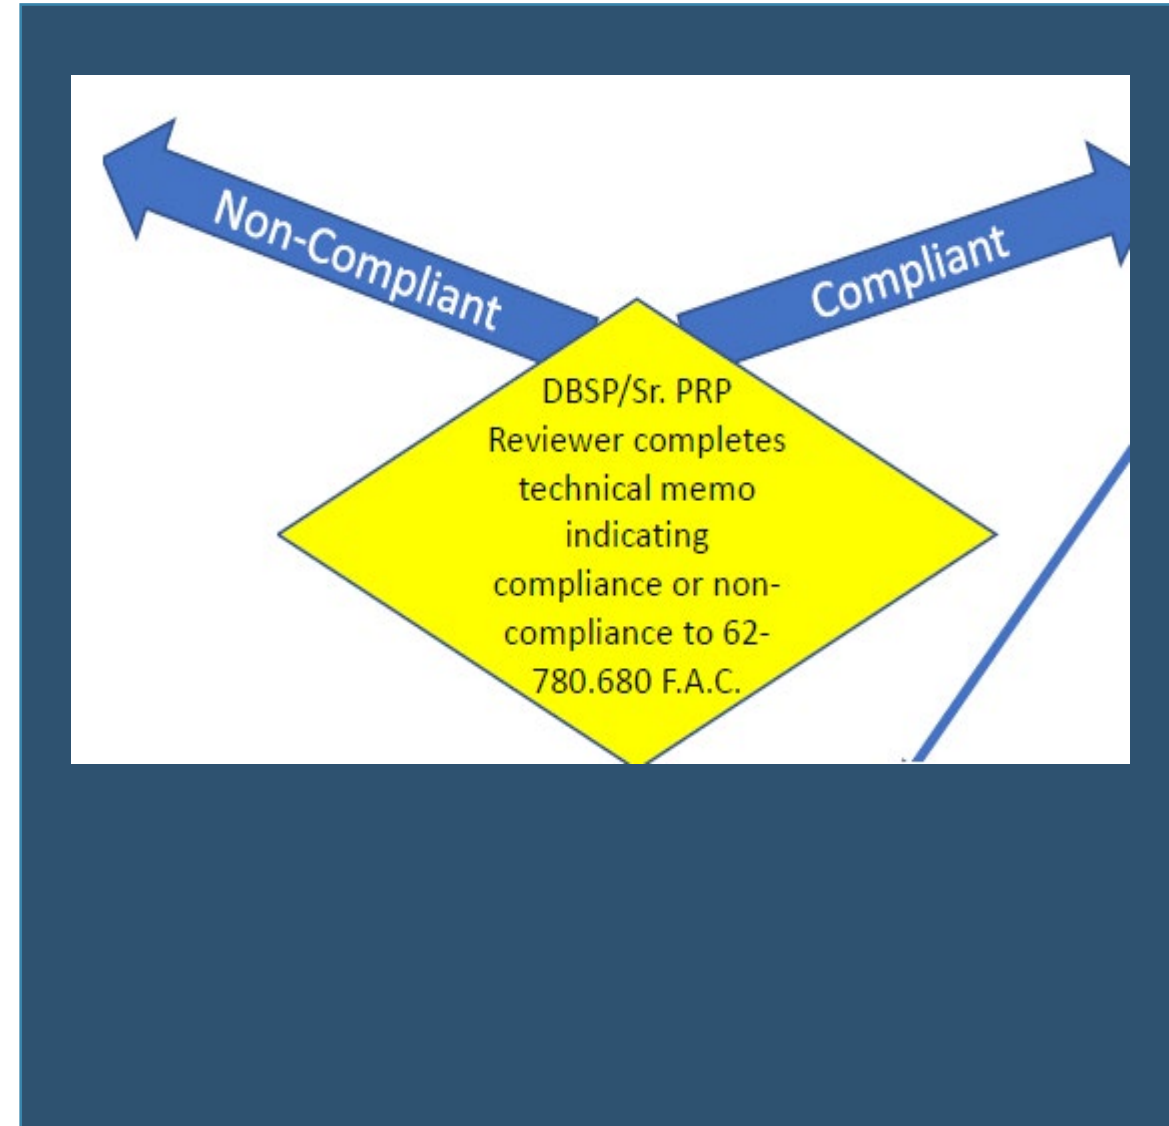 Non-Compliant
Compliant
DBSP/Sr. PRP
Reviewer completes
technical memo
indicating
compliance or non-
compliance to 62-
780.680 F.A.C.